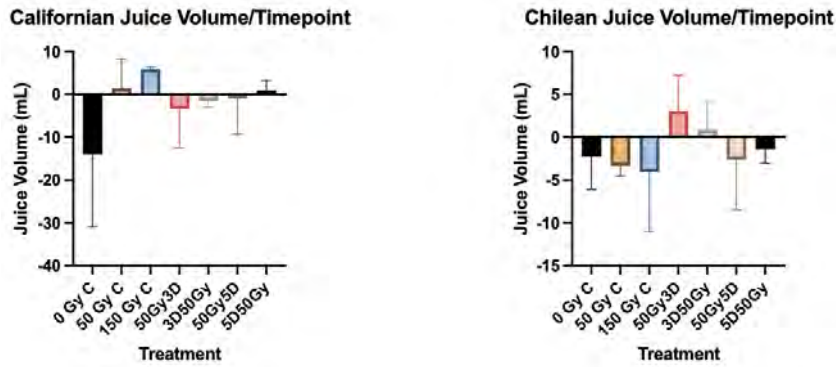 Californian Juice Volume/Timepoint
Juice Volume (mL)
10
0
-10
-20
-30
-40
0 Gy C
50 Gy C
150 Gy C
50Gy3D
3D50Gy
50Gy5D
5D50Gy
Treatment
Chilean Juice Volume/Timepoint
Juice Volume (mL)
10
5
0
-5
-10
-15
0 Gy C
50 Gy C
150 Gy C
50Gy3D
3D50Gy
50Gy5D
5D50Gy
Treatment